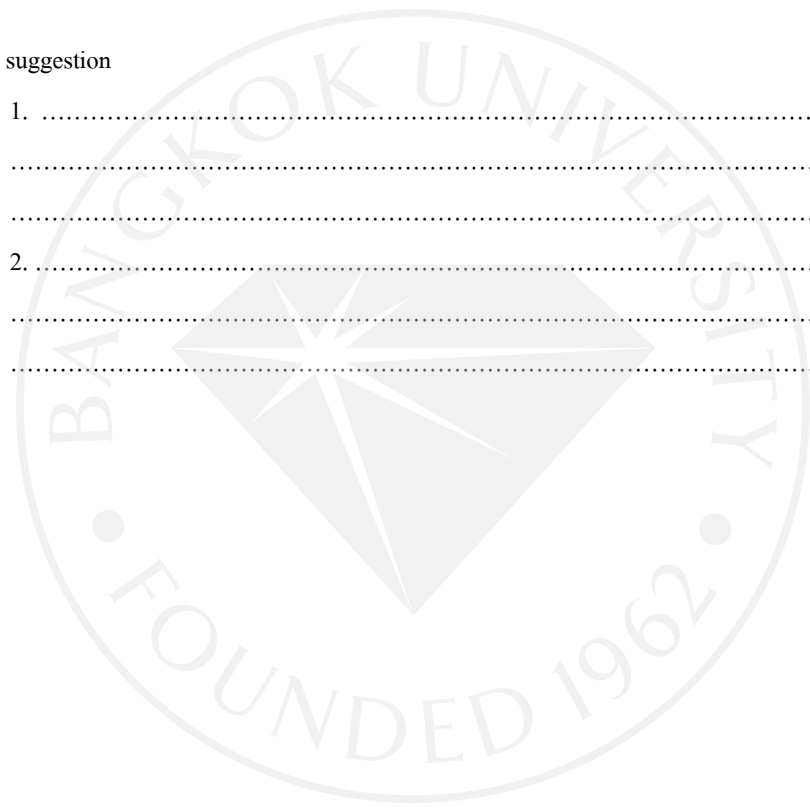 suggestion
1. ……………………………………………………………………………………
……………………………………………………………………………………
……………………………………………………………………………………
2. ……………………………………………………………………………………
……………………………………………………………………………………
……………………………………………………………………………………
BANGKOK UNIVERSITY
• FOUNDED 1962 •